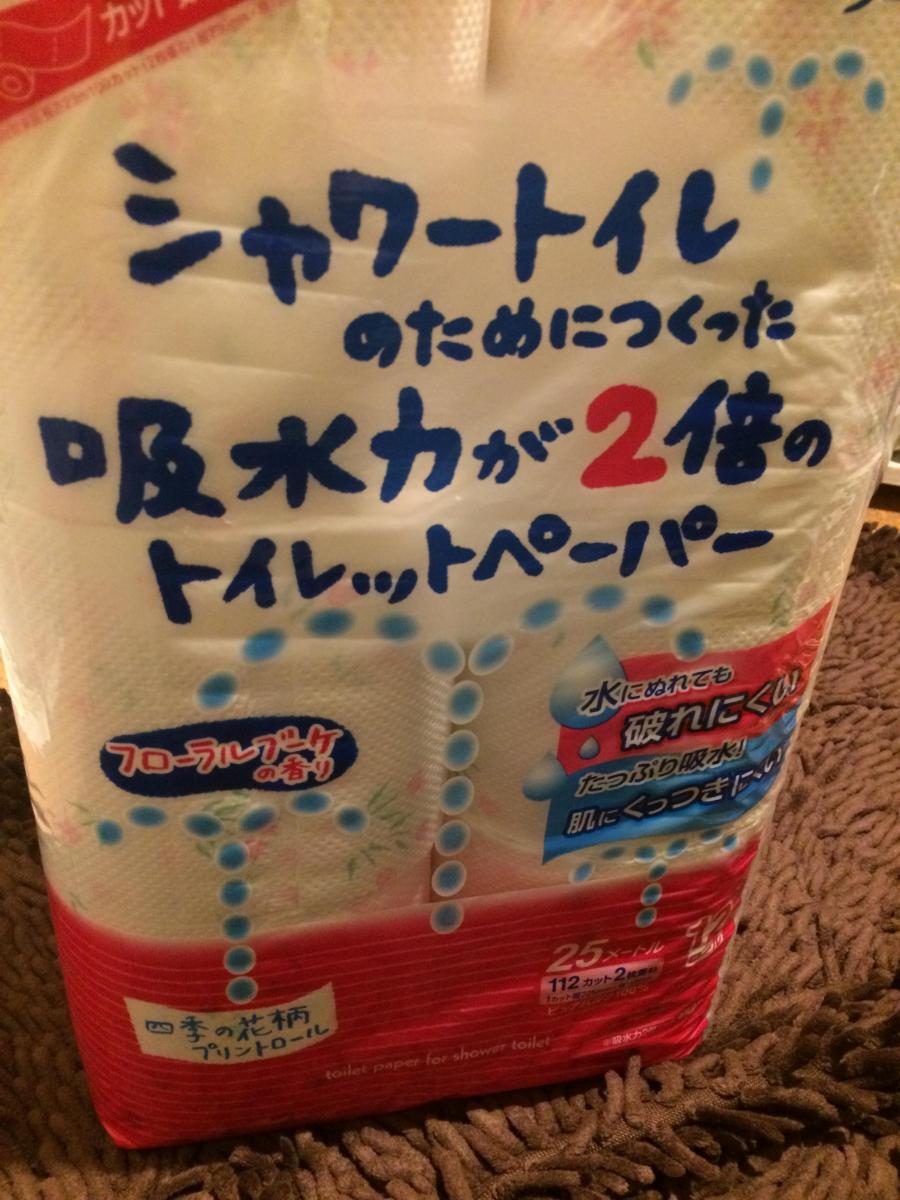 カット
シャワートイレ
のためにつくった
吸水力が2倍の
トイレットペーパー
水にぬれても
破れにくい
フローラルブーケ
の香り
たっぷり吸水!
肌にくっつきにくい
25メートル
112カット2枚重ね
四季の花柄
プリントロール
toilet paper for shower toilet